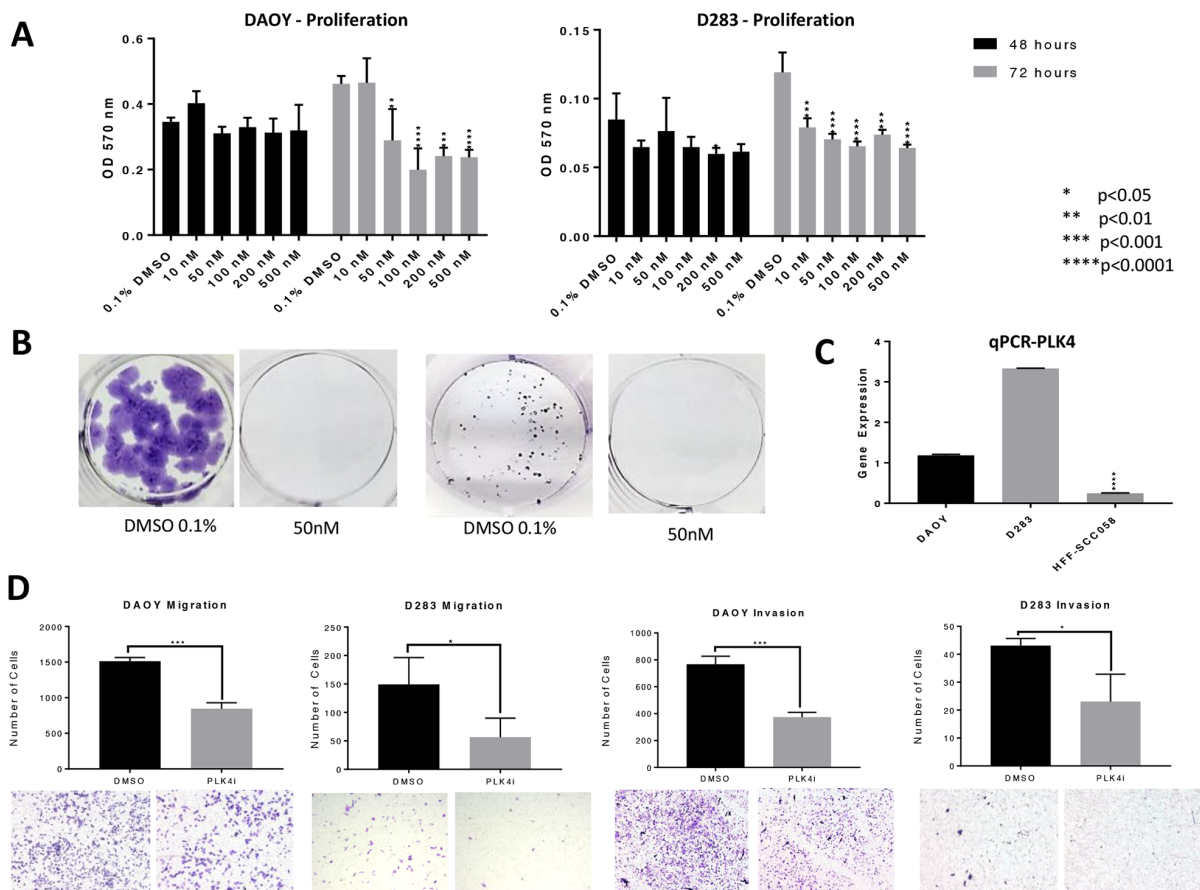 A
DAOY - Proliferation
OD 570 nm
0.6
0.4
0.2
0.0
** **** *** ****
0.1% DMSO 10 nM 50 nM 100 nM 200 nM 500 nM 0.1% DMSO 10 nM 50 nM 100 nM 200 nM 500 nM
D283 - Proliferation
OD 570 nm
0.15
0.10
0.05
0.00
* *** **** **** *** ****
0.1% DMSO 10 nM 50 nM 100 nM 200 nM 500 nM 0.1% DMSO 10 nM 50 nM 100 nM 200 nM 500 nM
48 hours
72 hours
* p<0.05
** p<0.01
*** p<0.001
****p<0.0001
B
DMSO 0.1% 50nM DMSO 0.1% 50nM
C
qPCR-PLK4
Gene Expression
4
3
2
1
0
****
DAOY D283 HFF-SCC058
D
DAOY Migration
Number of Cells
2000
1500
1000
500
0
***
DMSO PLK4i
D283 Migration
Number of Cells
250
200
150
100
50
0
*
DMSO PLK4i
DAOY Invasion
Number of Cells
1000
800
600
400
200
0
***
DMSO PLK4i
D283 Invasion
Number of Cells
50
40
30
20
10
0
*
DMSO PLK4i